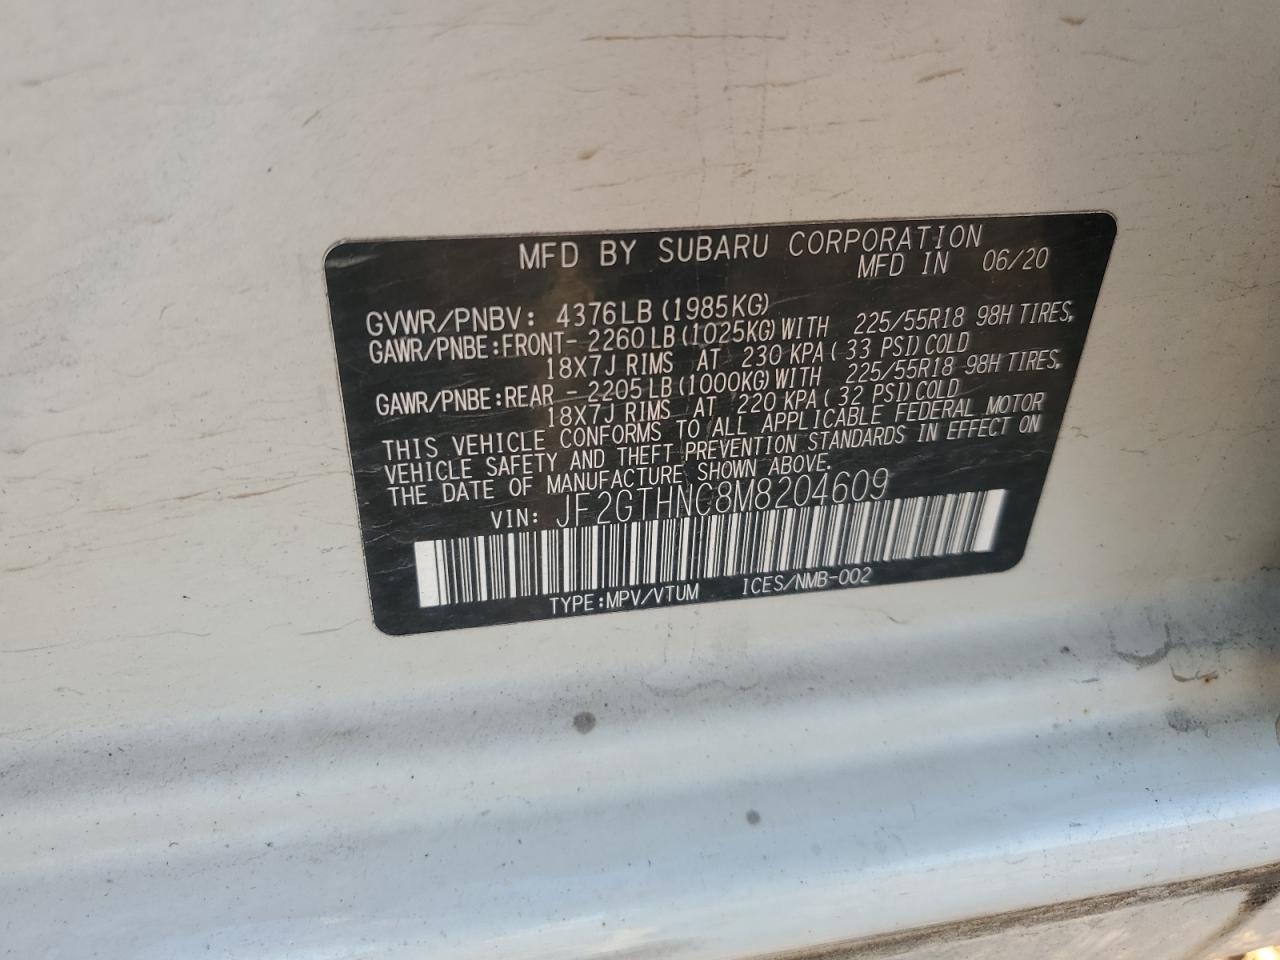 MFD BY SUBARU CORPORATION
MFD IN 06/20
GVWR/PNBV: 4376LB (1985KG)
GAWR/PNBE:FRONT- 2260LB (1025KG) WITH 225/55R18 98H TIRES,
18X7J RIMS AT 230 KPA ( 33 PSI) COLD
GAWR/PNBE:REAR - 2205LB (1000KG) WITH 225/55R18 98H TIRES,
18X7J RIMS AT 220 KPA ( 32 PSI) COLD
THIS VEHICLE CONFORMS TO ALL APPLICABLE FEDERAL MOTOR
VEHICLE SAFETY AND THEFT PREVENTION STANDARDS IN EFFECT ON
THE DATE OF MANUFACTURE SHOWN ABOVE.
VIN: JF2GTHNC8M8204609
TYPE:MPV/VTUM ICES/NMB-002